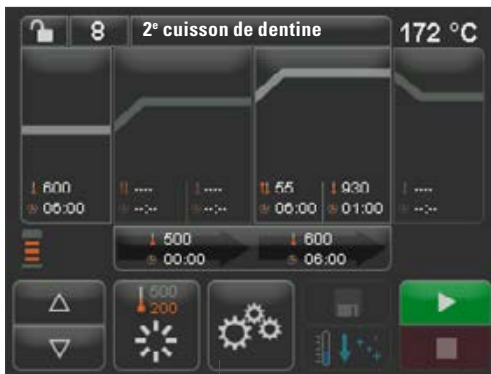 8 2e cuisson de dentine 172 °C
600 ---- ---- 55 930 ----
06:00 --:-- --:-- 06:00 01:00 --:--
500 600
00:00 06:00
500
200